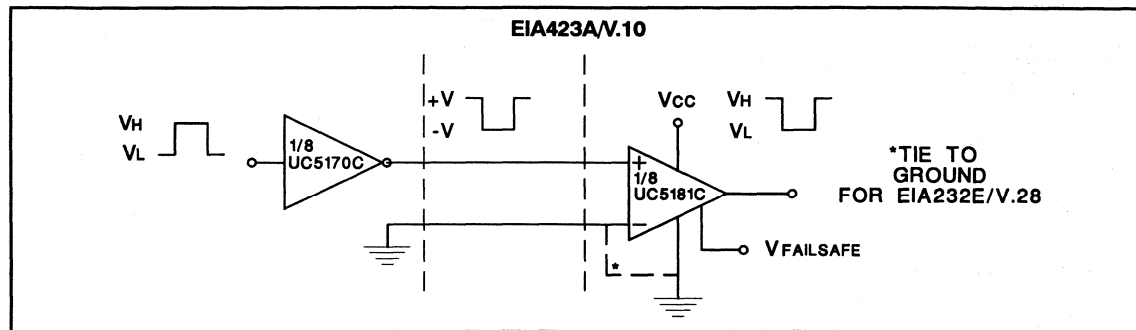 EIA423A/V.10
VH
VL
1/8
UC5170C
+V
-V
VCC
VH
VL
+
1/8
UC5181C
-
*TIE TO
GROUND
FOR EIA232E/V.28
VFAILSAFE
*